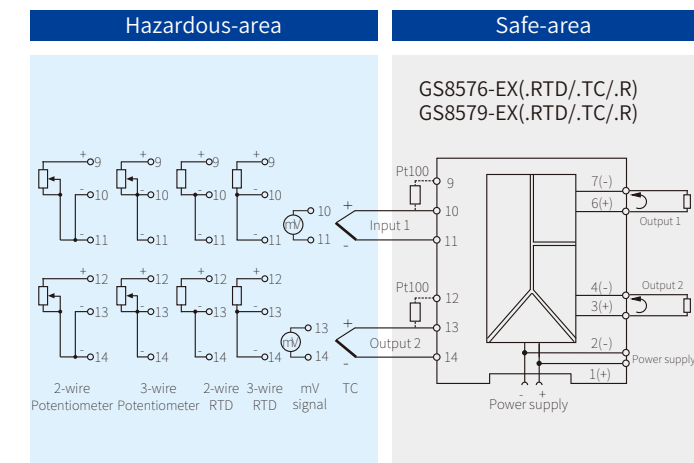 Hazardous-area
Safe-area
GS8576-EX(.RTD/.TC/.R)
GS8579-EX(.RTD/.TC/.R)
+ 9 + 9 + 9 + 9
- 10 - 10 - 10 - 10
- 11 - 11 - 11 - 11
mV 10 11
+ Input 1 -
Pt100
9
10
11
7(-)
6(+)
Output 1
+ 12 + 12 + 12 + 12
- 13 - 13 - 13 - 13
- 14 - 14 - 14 - 14
mV 13 14
+ Output 2 -
Pt100
12
13
14
4(-)
3(+)
Output 2
2(-)
1(+)
Power supply
- +
Power supply
2-wire 3-wire 2-wire 3-wire mV TC
Potentiometer Potentiometer RTD RTD signal